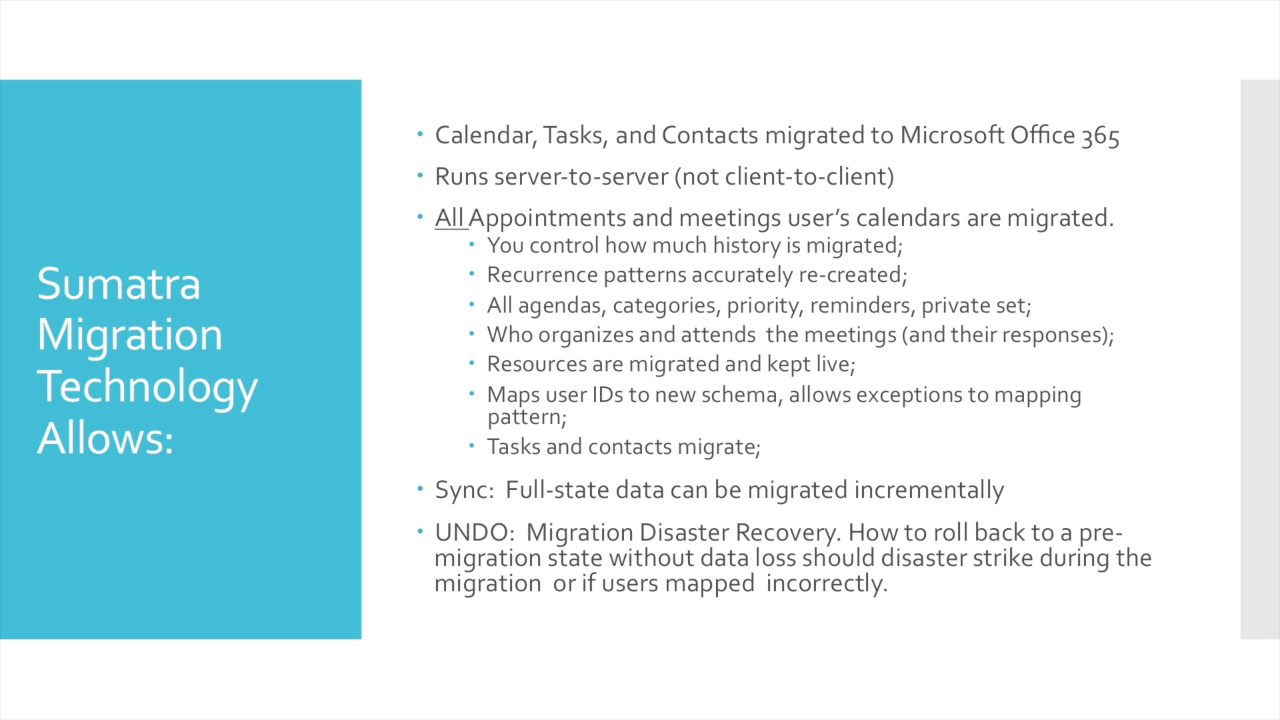 Sumatra
Migration
Technology
Allows:
• Calendar, Tasks, and Contacts migrated to Microsoft Office 365
• Runs server-to-server (not client-to-client)
• All Appointments and meetings user’s calendars are migrated.
• You control how much history is migrated;
• Recurrence patterns accurately re-created;
• All agendas, categories, priority, reminders, private set;
• Who organizes and attends  the meetings (and their responses);
• Resources are migrated and kept live;
• Maps user IDs to new schema, allows exceptions to mapping
pattern;
• Tasks and contacts migrate;
• Sync:  Full-state data can be migrated incrementally
• UNDO:  Migration Disaster Recovery. How to roll back to a pre-
migration state without data loss should disaster strike during the
migration  or if users mapped  incorrectly.